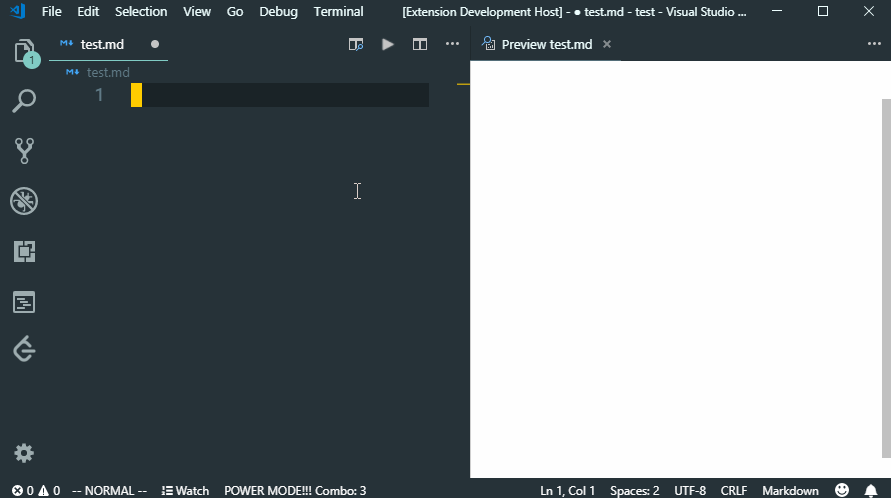 File Edit Selection View Go Debug Terminal [Extension Development Host] - ● test.md - test - Visual Studio ...
M↓ test.md ● Preview test.md ×
M↓ test.md
1
1
⊗ 0 ⚠ 0 -- NORMAL -- Watch POWER MODE!!! Combo: 3 Ln 1, Col 1 Spaces: 2 UTF-8 CRLF Markdown